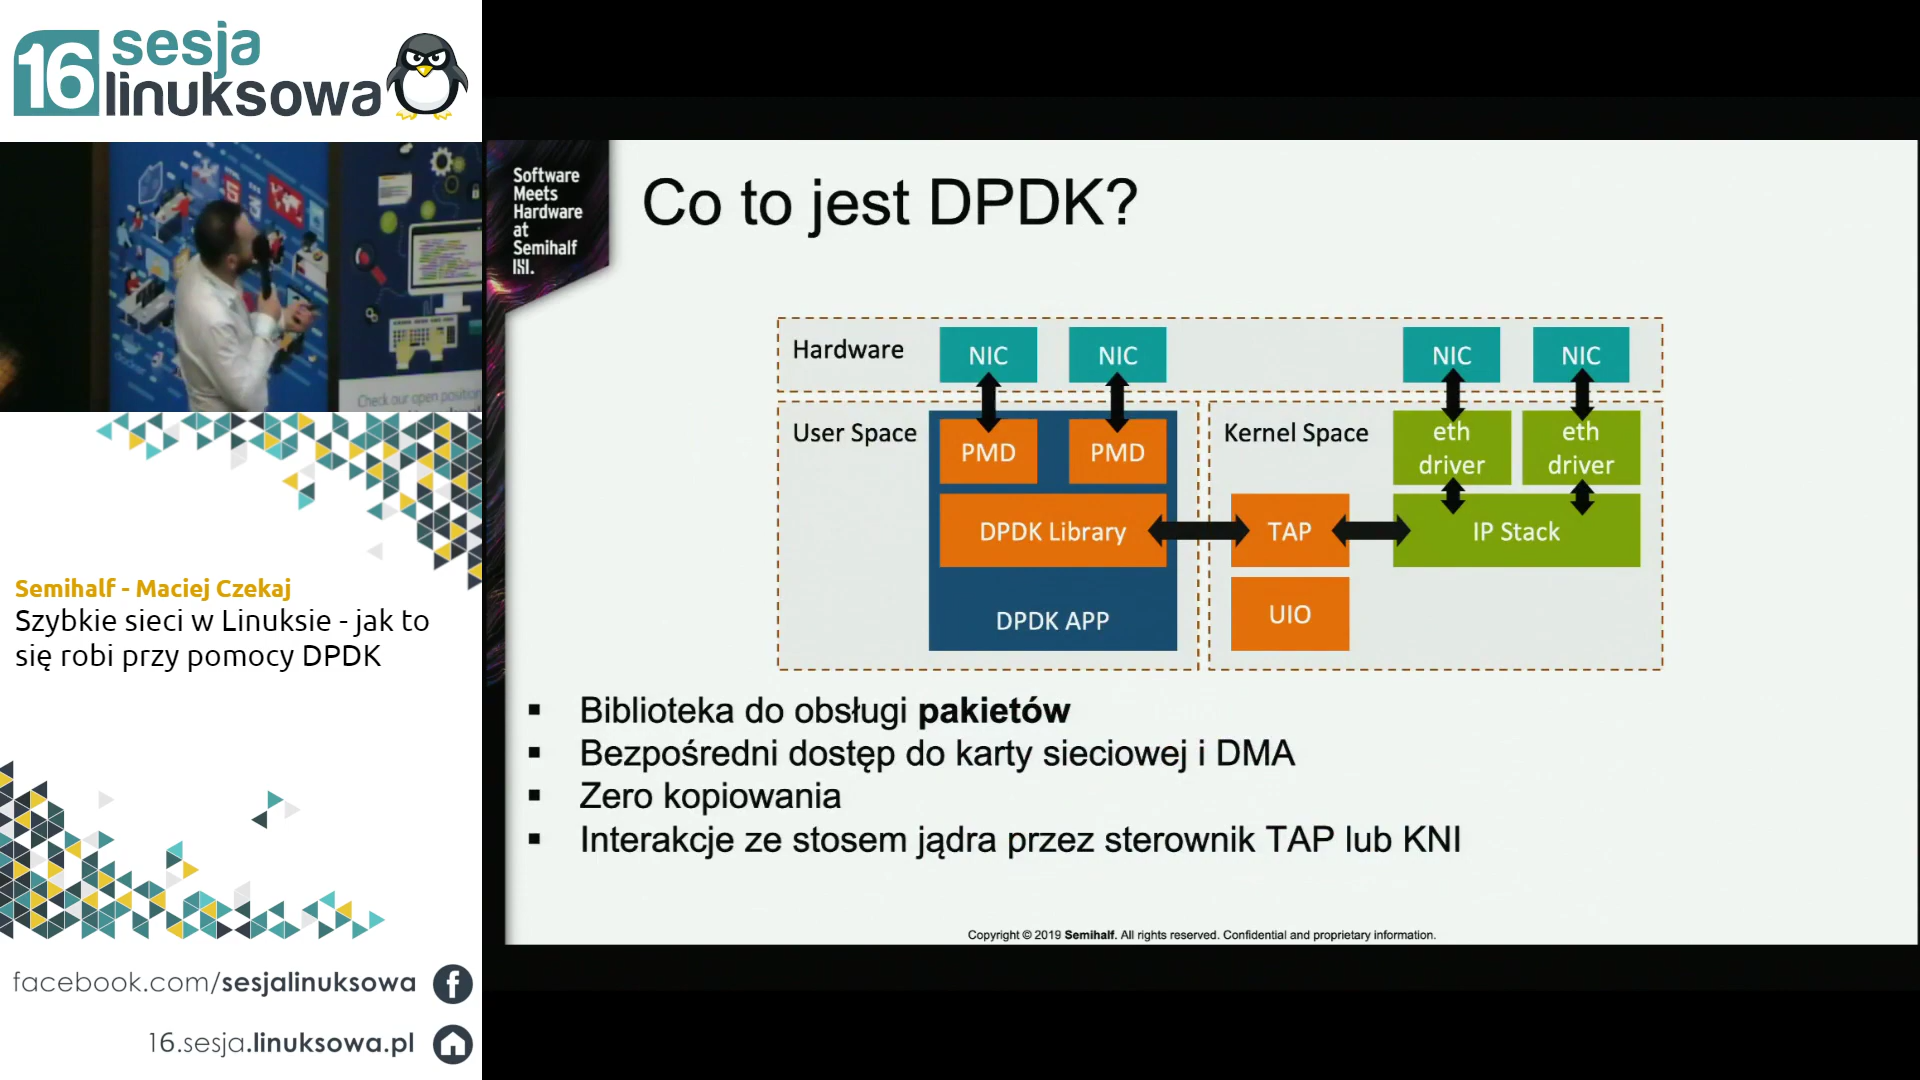 16 sesja
linuksowa
Check our open position
Semihalf - Maciej Czekaj
Szybkie sieci w Linuksie - jak to
się robi przy pomocy DPDK
facebook.com/sesjalinuksowa
16.sesja.linuksowa.pl
Software
Meets
Hardware
at
Semihalf
Co to jest DPDK?
Hardware
NIC
NIC
NIC
NIC
User Space
PMD
PMD
DPDK Library
DPDK APP
Kernel Space
eth
driver
eth
driver
TAP
IP Stack
UIO
▪ Biblioteka do obsługi pakietów
▪ Bezpośredni dostęp do karty sieciowej i DMA
▪ Zero kopiowania
▪ Interakcje ze stosem jądra przez sterownik TAP lub KNI
Copyright © 2019 Semihalf. All rights reserved. Confidential and proprietary information.